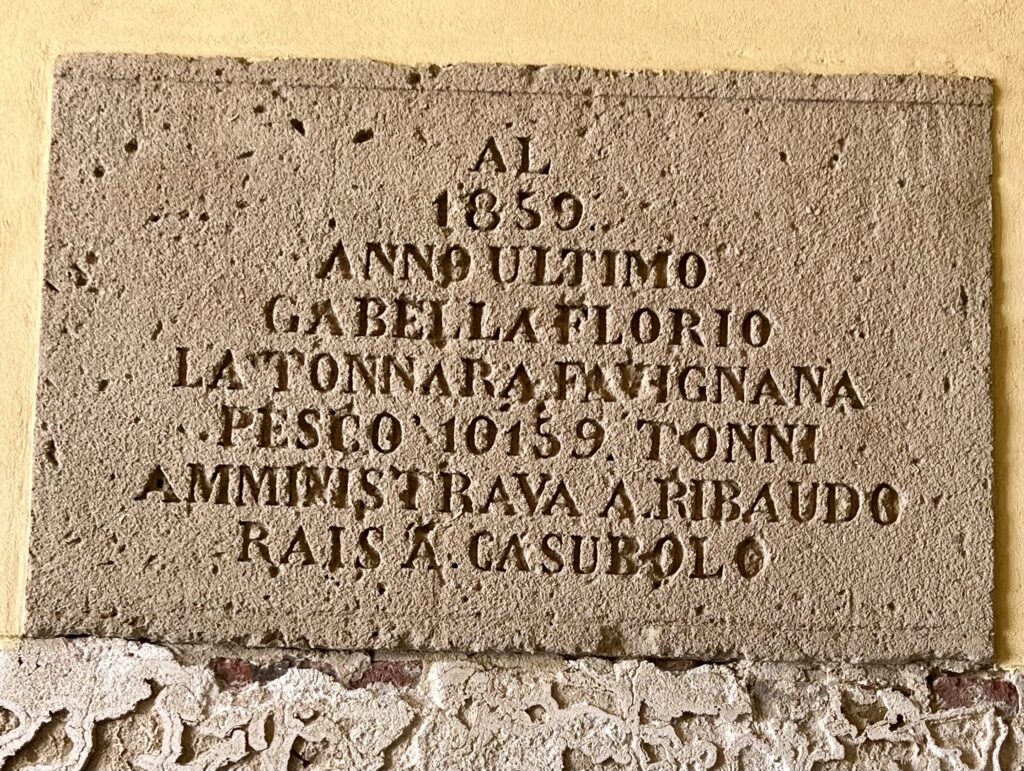 AL
1859.
ANNO ULTIMO
GABELLA FLORIO
LA TONNARA FAVIGNANA
PESCO 10159. TONNI
AMMINISTRAVA A. RIBAUDO
RAIS A. CASUBOLO